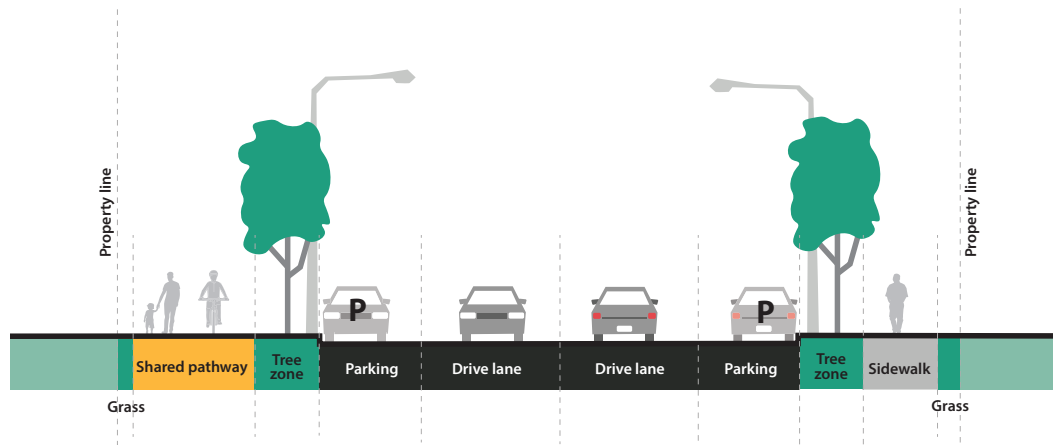 Property line
Property line
P
P
Shared pathway
Tree
zone
Parking
Drive lane
Drive lane
Parking
Tree
zone
Sidewalk
Grass
Grass